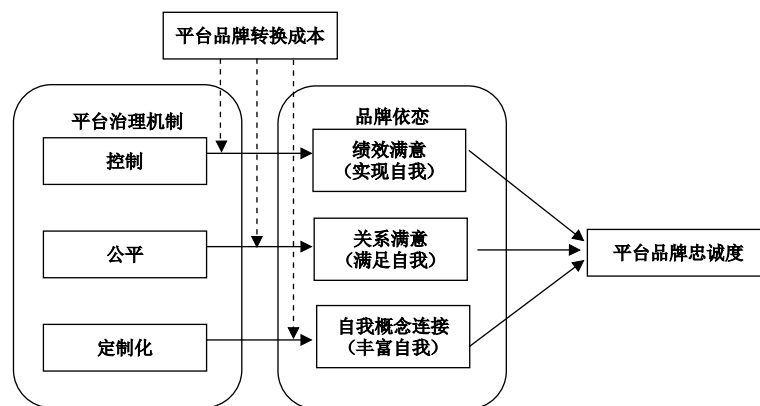 平台品牌转换成本
平台治理机制
控制
公平
定制化
品牌依恋
绩效满意
（实现自我）
关系满意
（满足自我）
自我概念连接
（丰富自我）
平台品牌忠诚度